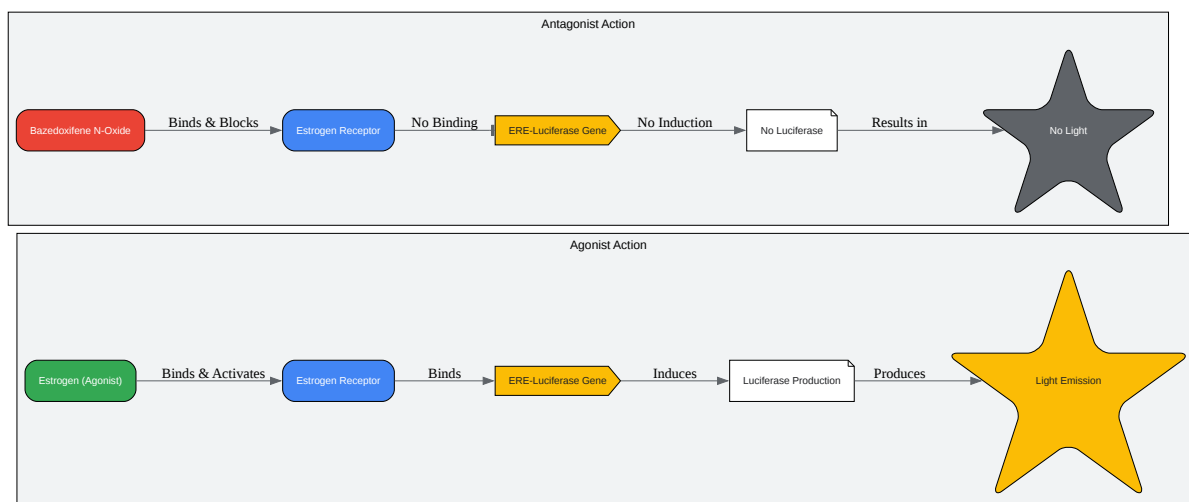 Antagonist Action
Bazedoxifene N-Oxide
Binds & Blocks
Estrogen Receptor
No Binding
ERE-Luciferase Gene
No Induction
No Luciferase
Results in
No Light
Agonist Action
Estrogen (Agonist)
Binds & Activates
Estrogen Receptor
Binds
ERE-Luciferase Gene
Induces
Luciferase Production
Produces
Light Emission